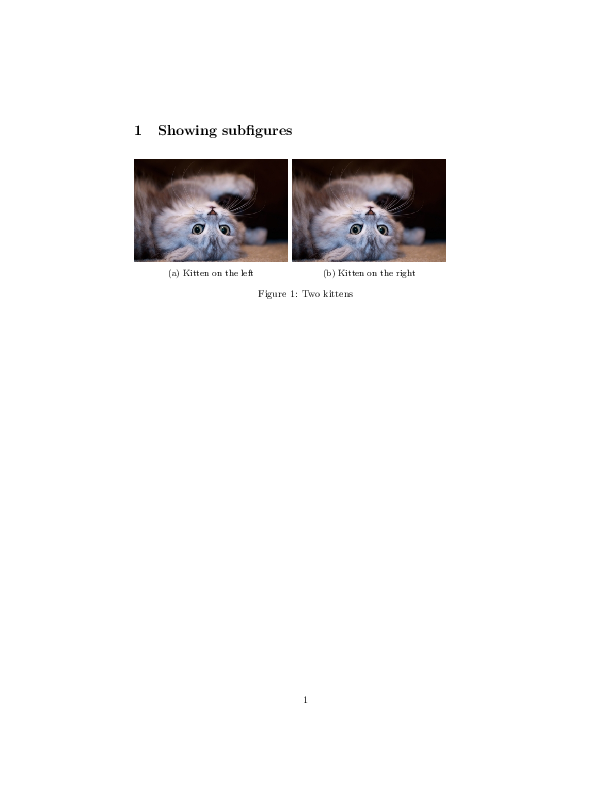 1 Showing subfigures
(a) Kitten on the left
(b) Kitten on the right
Figure 1: Two kittens
1